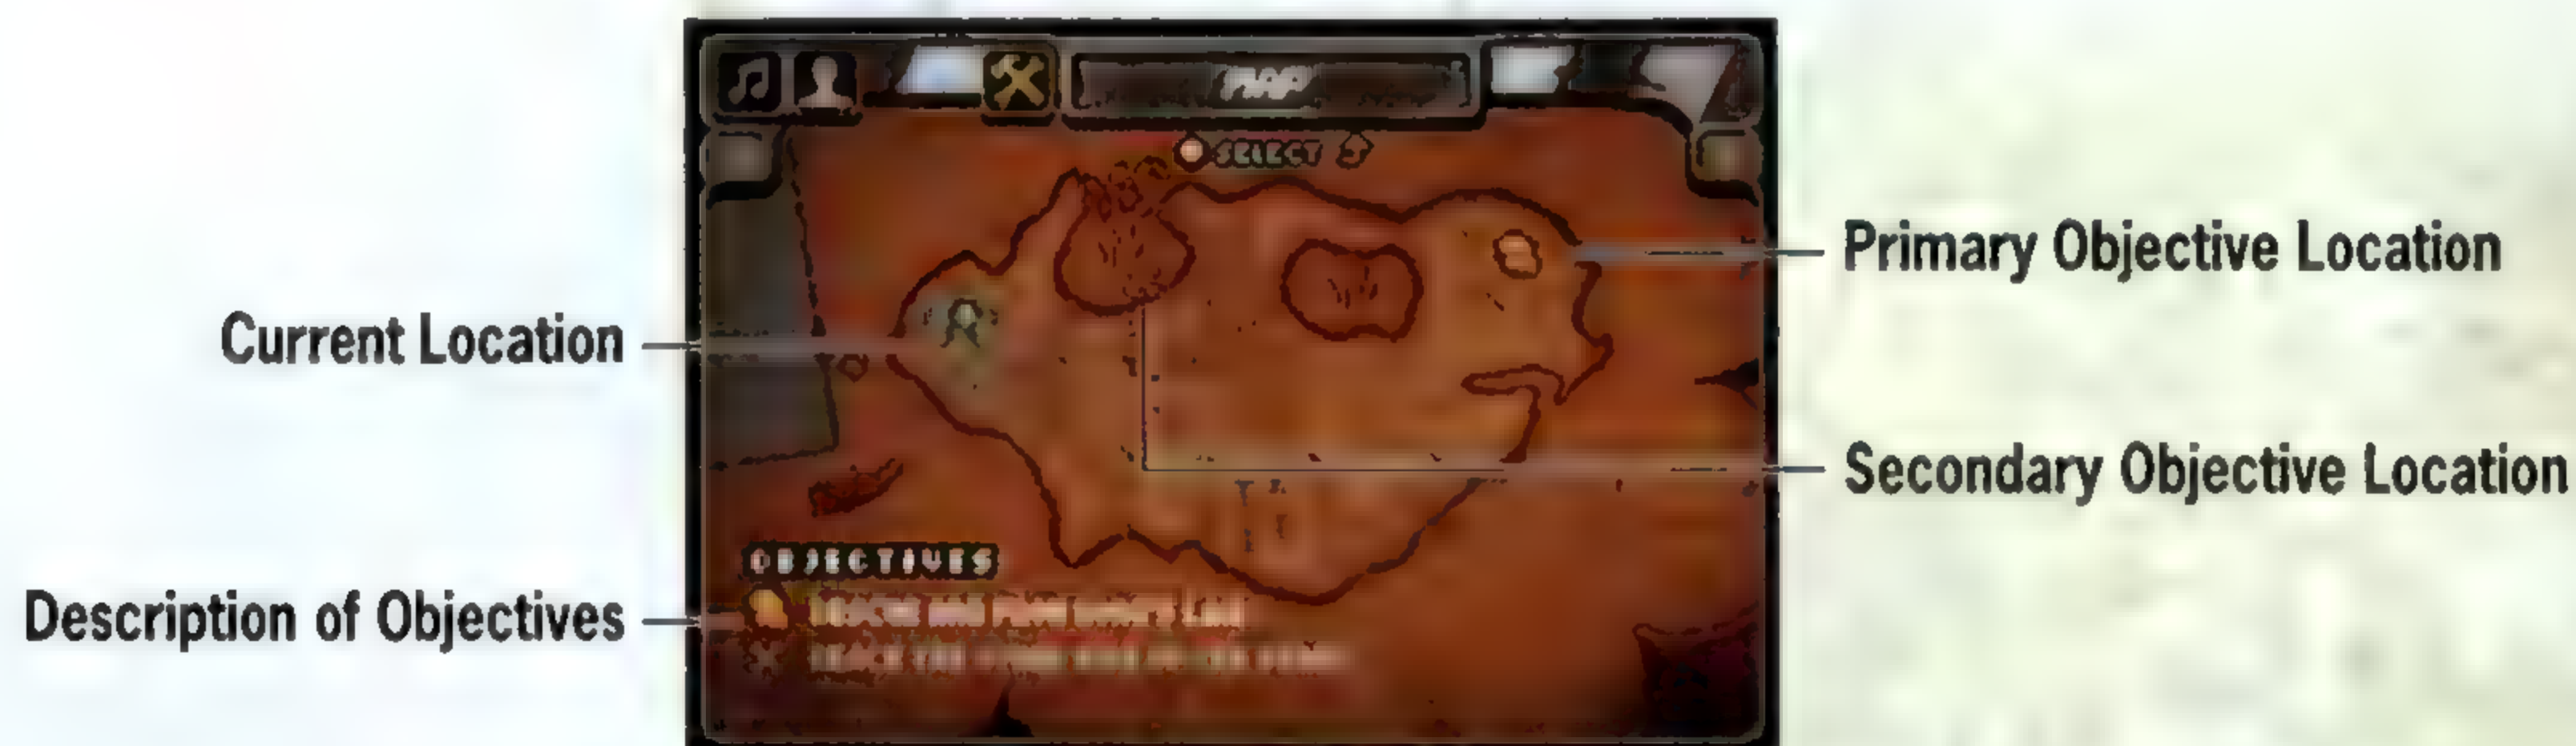 MAP
SELECT
Primary Objective Location
Current Location
Secondary Objective Location
OBJECTIVES
Description of Objectives